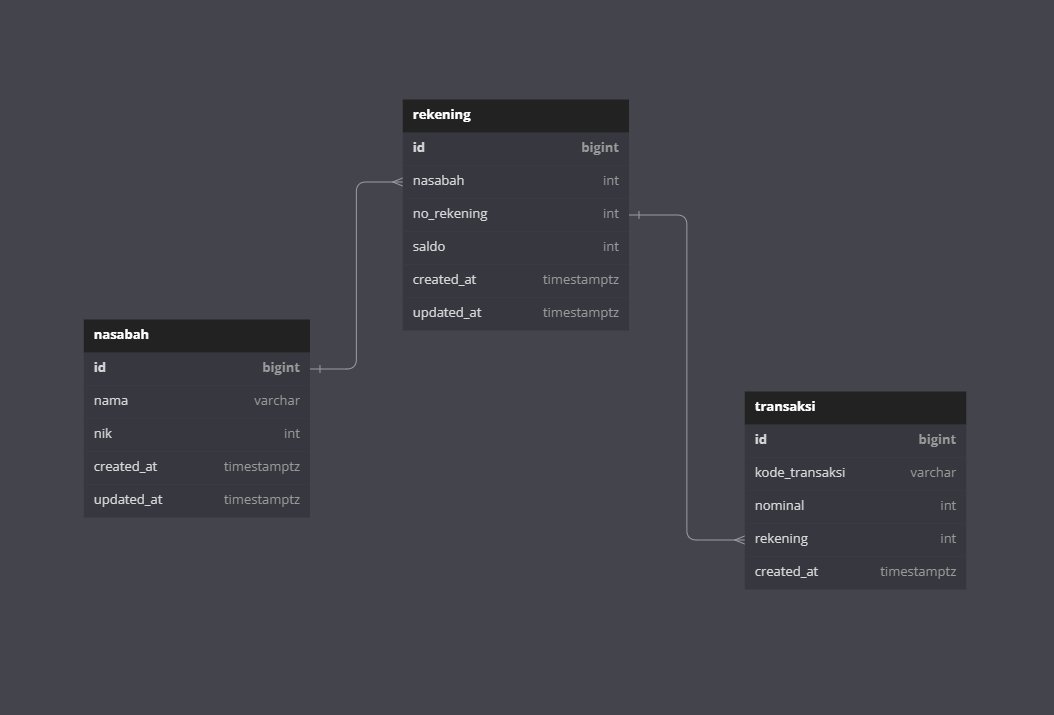 rekening
id bigint
nasabah int
no_rekening int
saldo int
created_at timestamptz
updated_at timestamptz
nasabah
id bigint
nama varchar
nik int
created_at timestamptz
updated_at timestamptz
transaksi
id bigint
kode_transaksi varchar
nominal int
rekening int
created_at timestamptz